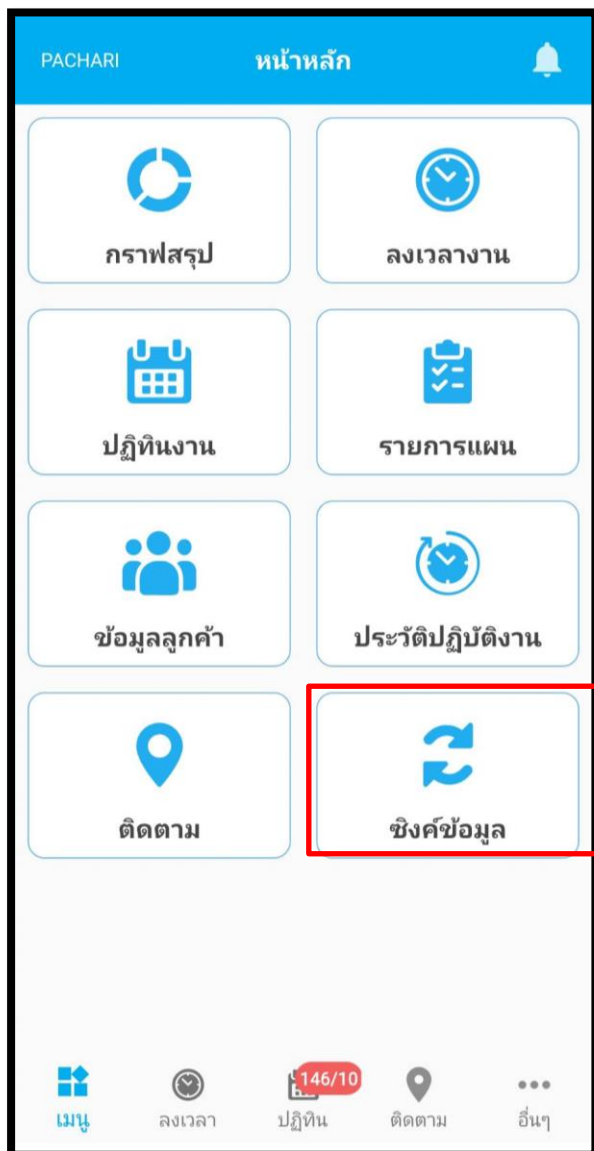 PACHARI หน้าหลัก
กราฟสรุป ลงเวลางาน
ปฏิทินงาน รายการแผน
ข้อมูลลูกค้า ประวัติปฏิบัติงาน
ติดตาม ซิงค์ข้อมูล
146/10
เมนู ลงเวลา ปฏิทิน ติดตาม อื่นๆ